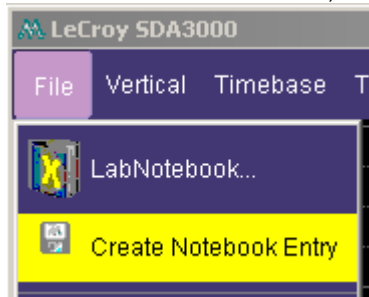 LeCroy SDA3000
File Vertical Timebase T
LabNotebook...
Create Notebook Entry